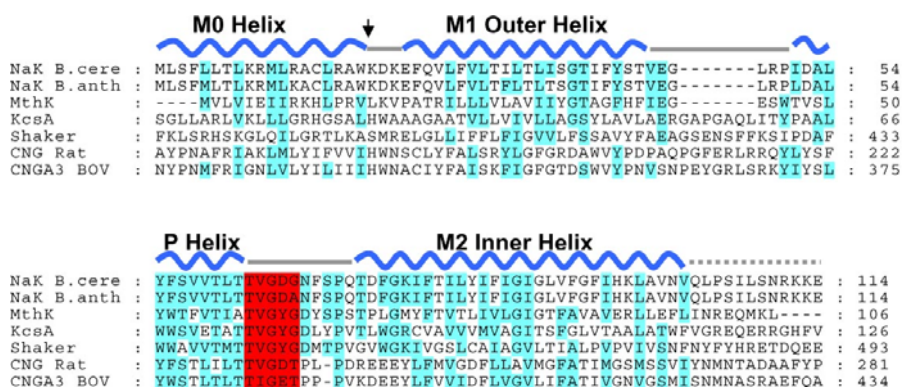 M0 Helix M1 Outer Helix
NaK B.cere : MLSFLLTLKRMLRACLRAWKDKEFQVLFVLTILTLISGTIFYSTVEG-------LRPIDAL : 54
NaK B.anth : MLSFMLTLKRMLKACLRAWKDKEFQVLFVLTFLTLTSGTIFYSTVEG-------LRPLDAL : 54
MthK : ----MVLVIEIIRKHLPRVLKVPATRILLLVLAVIIYGTAGFHFIEG-------ESWTVSL : 50
KcsA : SGLLARLVKLLLGRHGSALHWAAAGAATVLLVIVLLAGSYLAVLAERGAPGAQLITYPAAL : 66
Shaker : FKLSRHSKGLQILGRTLKASMRELGLLIFFLFIGVVLFSSAVYFAEAGSENSFFKSIPDAF : 433
CNG Rat : AYPNAFRIAKLMLYIFVVIHWNSCLYFALSRYLGFGRDAWVYPDPAQPGFERLRRQYLYSF : 222
CNGA3 BOV : NYPNMFRIGNLVLYILIIIHWNACIYFAISKFIGFGTDSWVYPNVSNPEYGRLSRKYIYSL : 375
P Helix M2 Inner Helix
NaK B.cere : YFSVVTLTTVGDGNFSPQTDFGKIFTILYIFIGIGLVFGFIHKLAVNVQLPSILSNRKKE : 114
NaK B.anth : YFSVVTLTTVGDANFSPQTDFGKIFTILYIFIGIGLVFGFIHKLAVNVQLPSILSNRKKE : 114
MthK : YWTFVTIATVGYGDYSPSTPLGMYFTVTLIVLGIGTFAVAVERLLEFLINREQMKL---- : 106
KcsA : WWSVETATTVGYGDLYPVTLWGRCVAVVVMVAGITSFGLVTAALATWFVGREQERRGHFV : 126
Shaker : WWAVVTMTTVGYGDMTPVGVWGKIVGSLCAIAGVLTIALPVPVIVSNFNYFYHRETDQEE : 493
CNG Rat : YFSTLILTTVGDTPL-PDREEEYLFMVGDFLLAVMGFATIMGSMSSVIYNMNTADAAFYP : 281
CNGA3 BOV : YWSTLTLTTIGETPP-PVKDEEYLFVVIDFLVGVLIFATIVGNVGSMISNMNASRAEFQA : 434